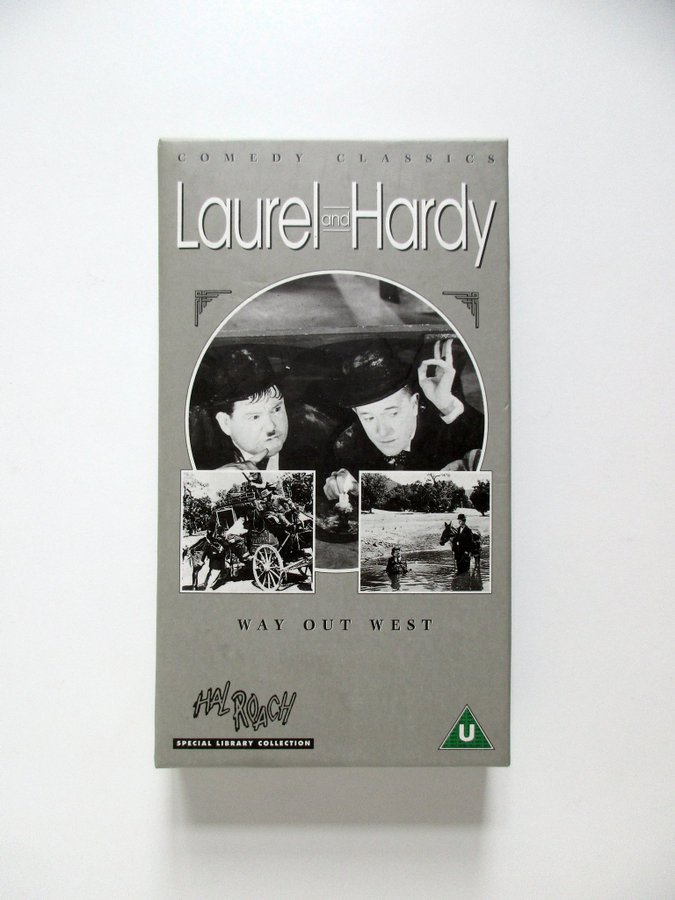 COMEDY CLASSICS
Laurel and Hardy
WAY OUT WEST
HAL ROACH
SPECIAL LIBRARY COLLECTION
U